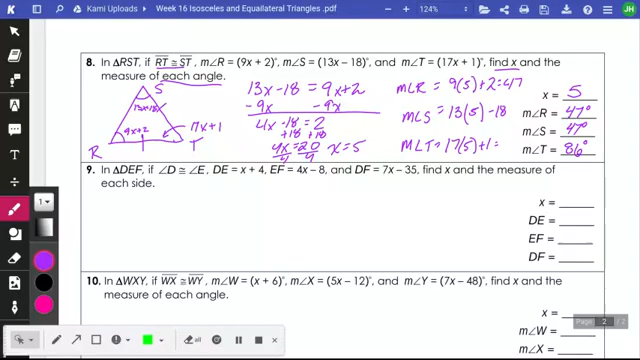 Kami Uploads
Week 16 Isosceles and Equilateral Triangles.pdf
124%
JH
8. In ΔRST, if RT ≅ ST, m∠R = (9x + 2)°, m∠S = (13x – 18)°, and m∠T = (17x + 1)°, find x and the
measure of each angle.
S
13x-18
9x+2
17x+1
R
T
13x-18 = 9x+2
-9x -9x
4x -18 = 2
+18 +18
4x = 20
4 4
x=5
m∠R = 9(5)+2=47
m∠S = 13(5)-18
m∠T = 17(5)+1 =
x = 5
m∠R = 47°
m∠S = 47°
m∠T = 86°
9. In ΔDEF, if ∠D ≅ ∠E, DE = x + 4, EF = 4x – 8, and DF = 7x – 35, find x and the measure of
each side.
x =
DE =
EF =
DF =
10. In ΔWXY, if WX ≅ WY, m∠W = (x + 6)°, m∠X = (5x – 12)°, and m∠Y = (7x – 48)°, find x and
the measure of each angle.
x =
m∠W =
m∠X =
Page 2 / 2
1
all